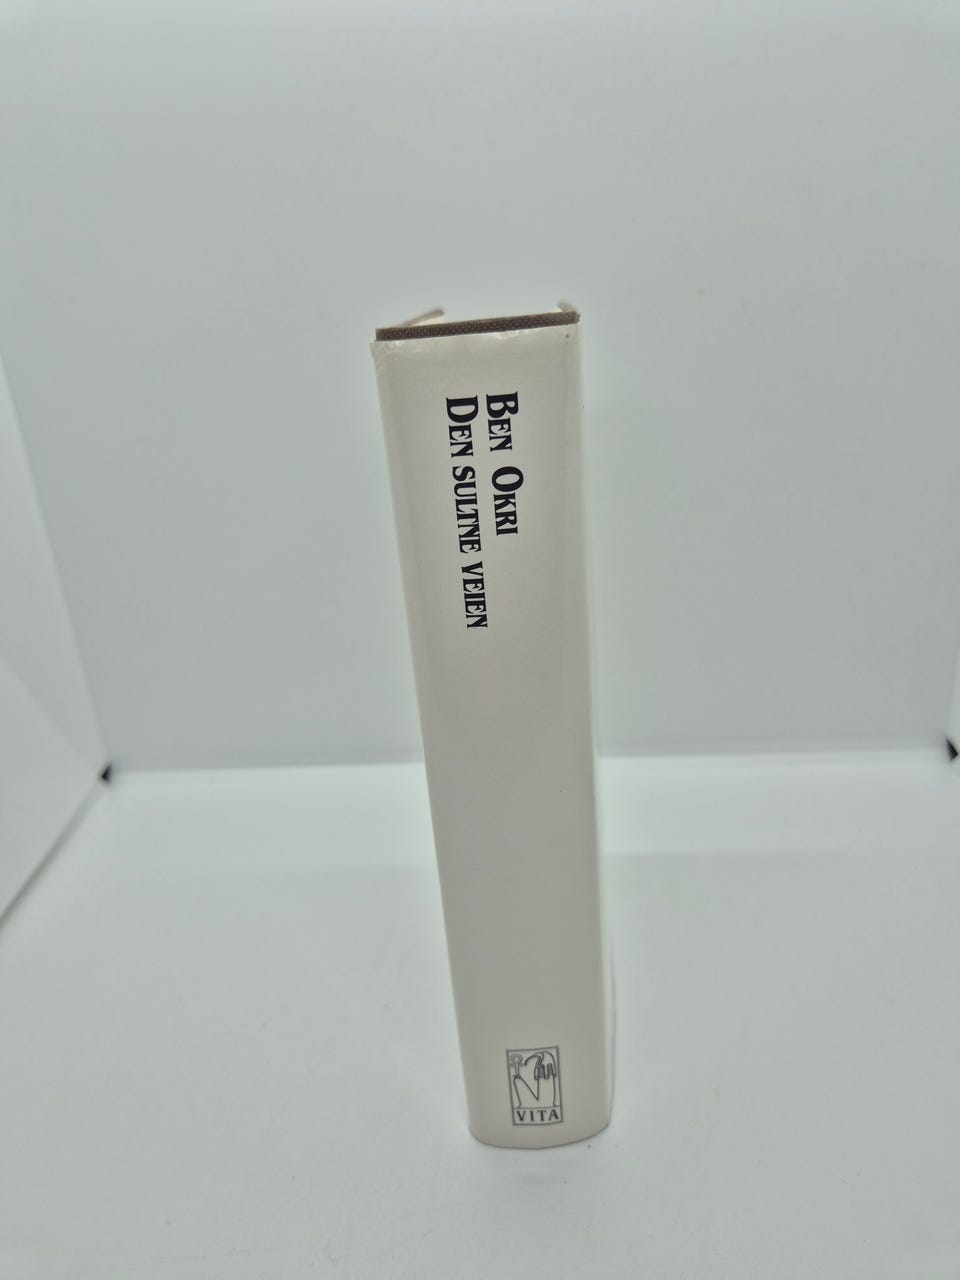 Ben Okri
Den sultne veien
VITA